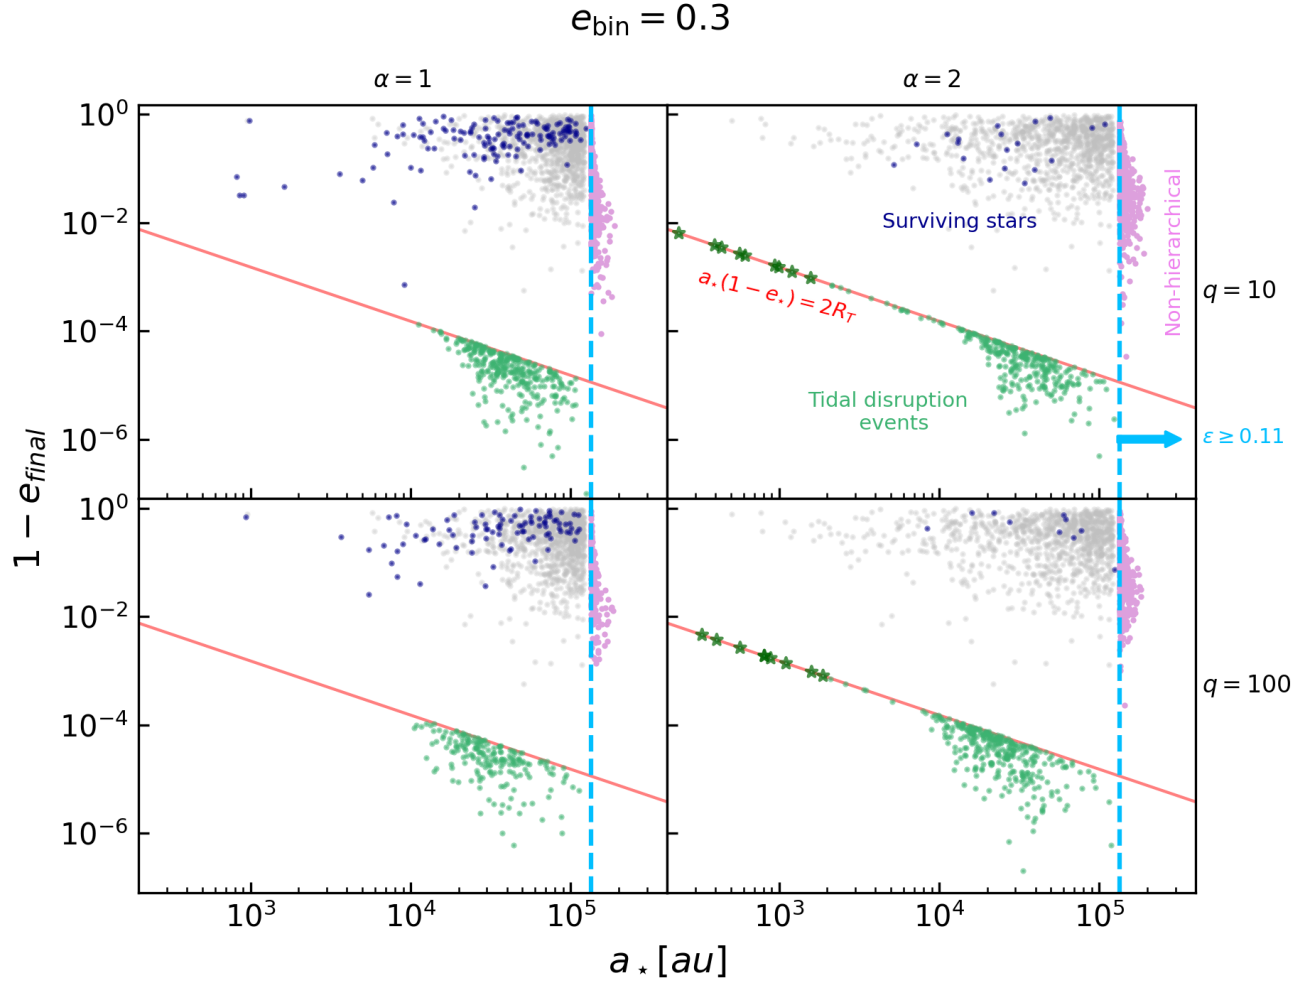 e_bin = 0.3
α = 1
α = 2
10^0
10^-2
10^-4
10^-6
Surviving stars
a⋆(1 − e⋆) = 2R_T
Non-hierarchical
q = 10
Tidal disruption
events
ε ≥ 0.11
1 − e_final
10^0
10^-2
10^-4
10^-6
q = 100
10^3
10^4
10^5
10^3
10^4
10^5
a⋆ [au]